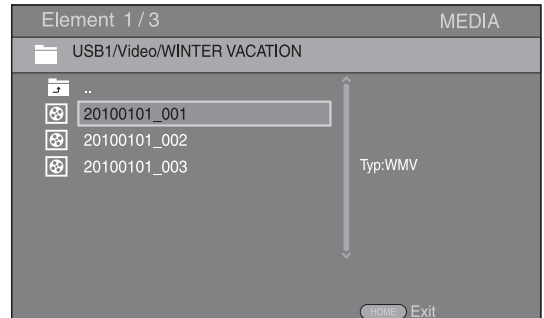 Element 1/3 MEDIA
USB1/Video/WINTER VACATION
..
20100101_001
20100101_002
20100101_003
Typ:WMV
HOME Exit